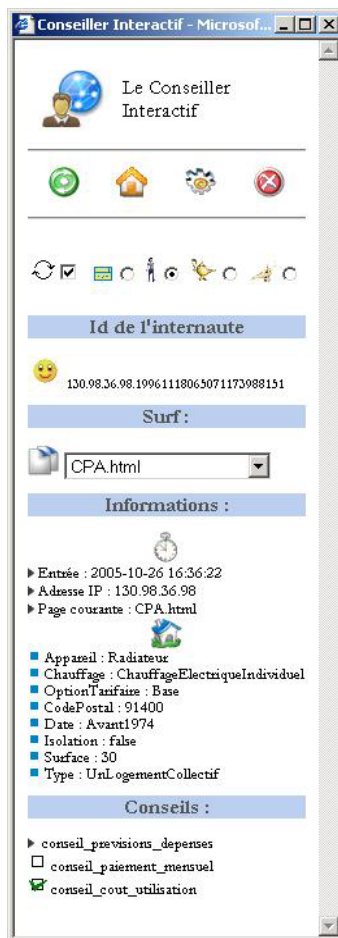 Conseiller Interactif - Microsof...
Le Conseiller
Interactif
Id de l'internaute
130.98.36.98.19961118065071173988151
Surf :
CPA.html
Informations :
Entrée : 2005-10-26 16:36:22
Adresse IP : 130.98.36.98
Page courante : CPA.html
Appareil : Radiateur
Chauffage : ChauffageElectriqueIndividuel
OptionTarifaire : Base
CodePostal : 91400
Date : Avant1974
Isolation : false
Surface : 30
Type : UnLogementCollectif
Conseils :
conseil_previsions_depenses
conseil_paiement_mensuel
conseil_cout_utilisation